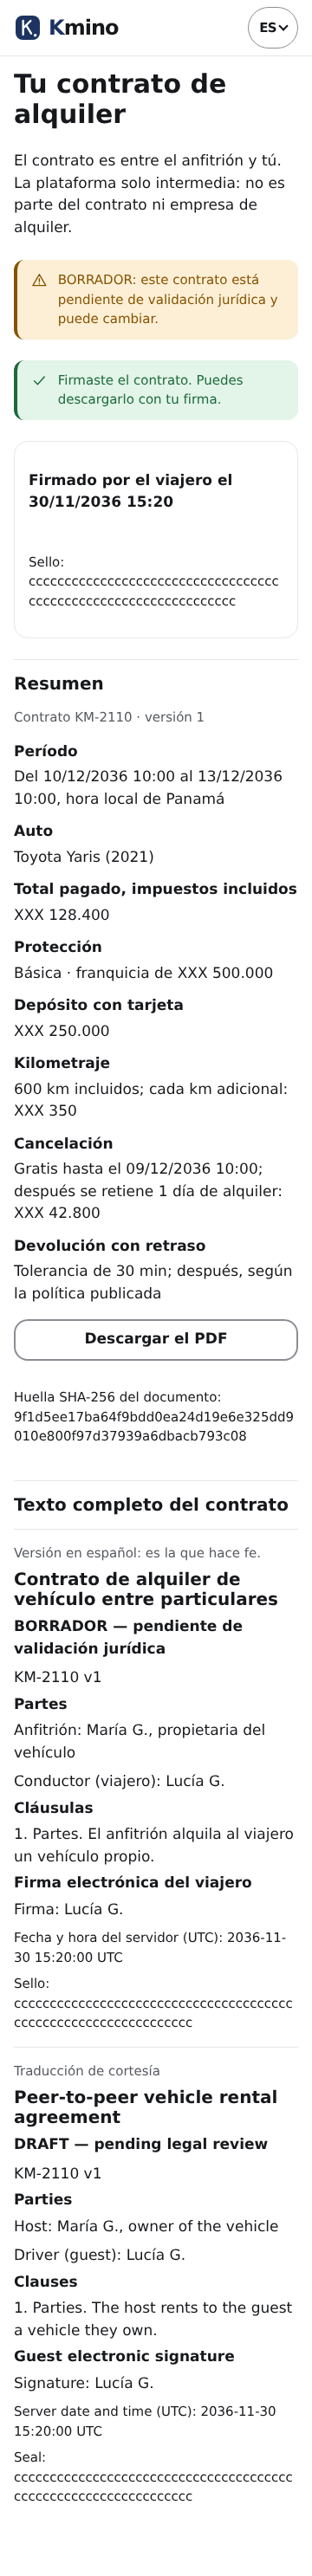 Kmino
ES
Tu contrato de
alquiler
El contrato es entre el anfitrión y tú.
La plataforma solo intermedia: no es
parte del contrato ni empresa de
alquiler.
BORRADOR: este contrato está
pendiente de validación jurídica y
puede cambiar.
Firmaste el contrato. Puedes
descargarlo con tu firma.
Firmado por el viajero el
30/11/2036 15:20
Sello:
ccccccccccccccccccccccccccccccccccc
ccccccccccccccccccccccccccccc
Resumen
Contrato KM-2110 · versión 1
Período
Del 10/12/2036 10:00 al 13/12/2036
10:00, hora local de Panamá
Auto
Toyota Yaris (2021)
Total pagado, impuestos incluidos
XXX 128.400
Protección
Básica · franquicia de XXX 500.000
Depósito con tarjeta
XXX 250.000
Kilometraje
600 km incluidos; cada km adicional:
XXX 350
Cancelación
Gratis hasta el 09/12/2036 10:00;
después se retiene 1 día de alquiler:
XXX 42.800
Devolución con retraso
Tolerancia de 30 min; después, según
la política publicada
Descargar el PDF
Huella SHA-256 del documento:
9f1d5ee17ba64f9bdd0ea24d19e6e325dd9
010e800f97d37939a6dbacb793c08
Texto completo del contrato
Versión en español: es la que hace fe.
Contrato de alquiler de
vehículo entre particulares
BORRADOR — pendiente de
validación jurídica
KM-2110 v1
Partes
Anfitrión: María G., propietaria del
vehículo
Conductor (viajero): Lucía G.
Cláusulas
1. Partes. El anfitrión alquila al viajero
un vehículo propio.
Firma electrónica del viajero
Firma: Lucía G.
Fecha y hora del servidor (UTC): 2036-11-
30 15:20:00 UTC
Sello:
ccccccccccccccccccccccccccccccccccccccc
ccccccccccccccccccccccccc
Traducción de cortesía
Peer-to-peer vehicle rental
agreement
DRAFT — pending legal review
KM-2110 v1
Parties
Host: María G., owner of the vehicle
Driver (guest): Lucía G.
Clauses
1. Parties. The host rents to the guest
a vehicle they own.
Guest electronic signature
Signature: Lucía G.
Server date and time (UTC): 2036-11-30
15:20:00 UTC
Seal:
ccccccccccccccccccccccccccccccccccccccc
ccccccccccccccccccccccccc